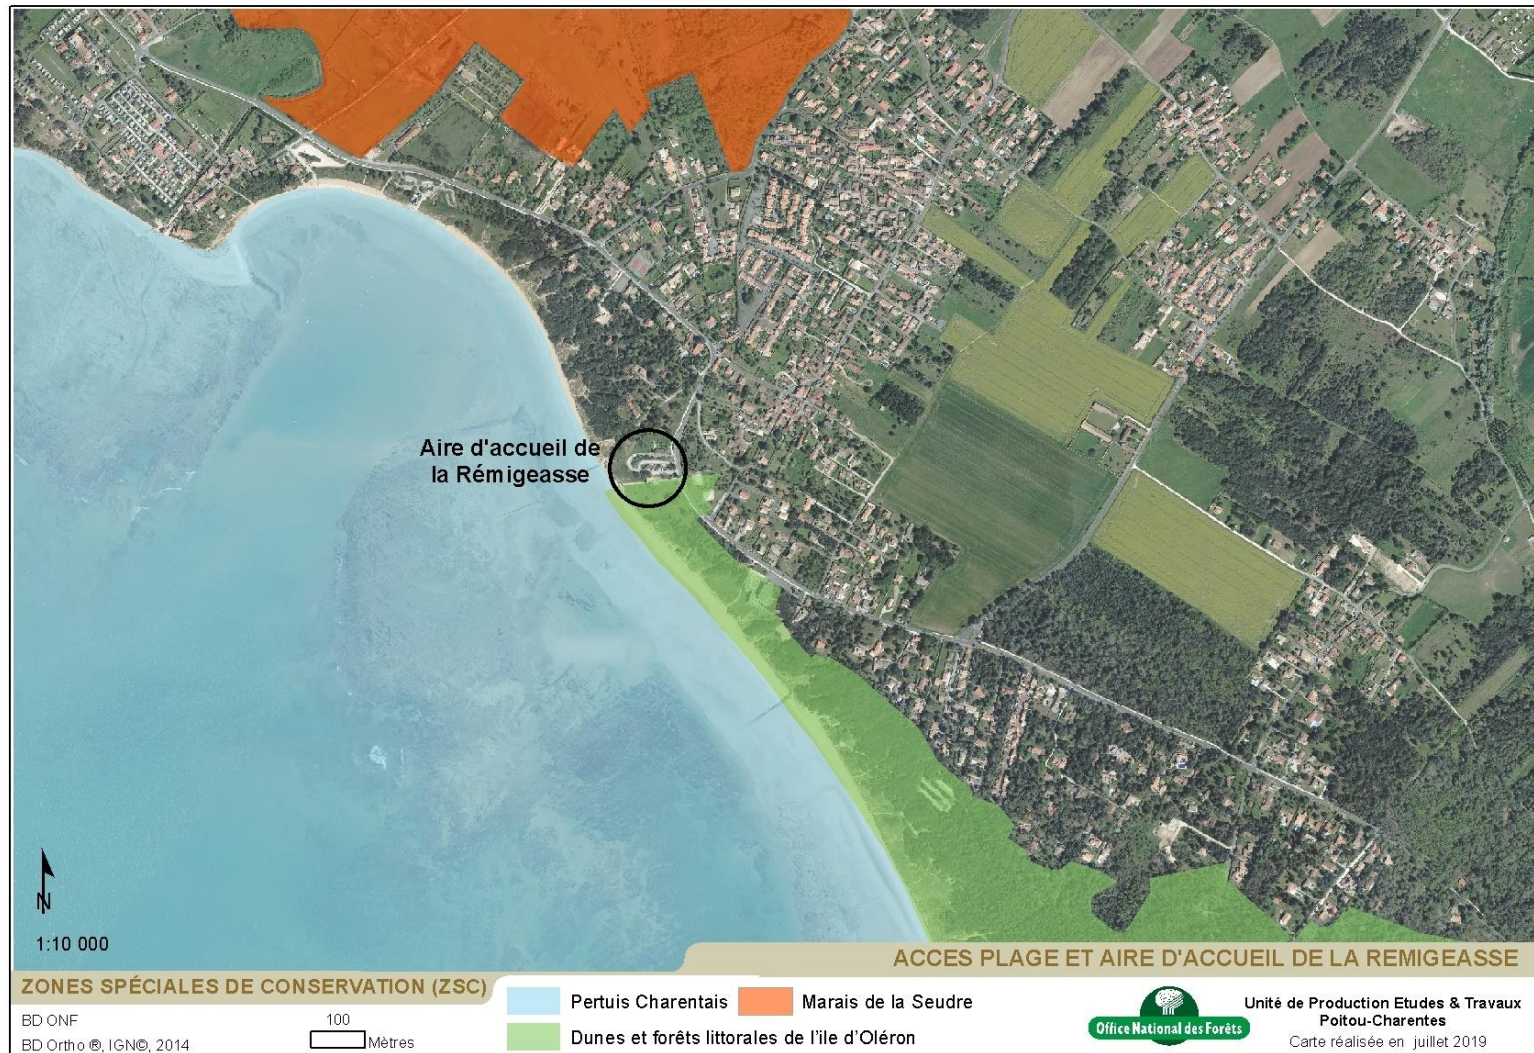 Aire d'accueil de
la Rémigeasse
N
1:10 000
ACCES PLAGE ET AIRE D'ACCUEIL DE LA REMIGEASSE
ZONES SPÉCIALES DE CONSERVATION (ZSC)
BD ONF
BD Ortho ®, IGN©, 2014
100
Mètres
Pertuis Charentais
Marais de la Seudre
Dunes et forêts littorales de l'île d'Oléron
Office National des Forêts
Unité de Production Etudes & Travaux
Poitou-Charentes
Carte réalisée en juillet 2019